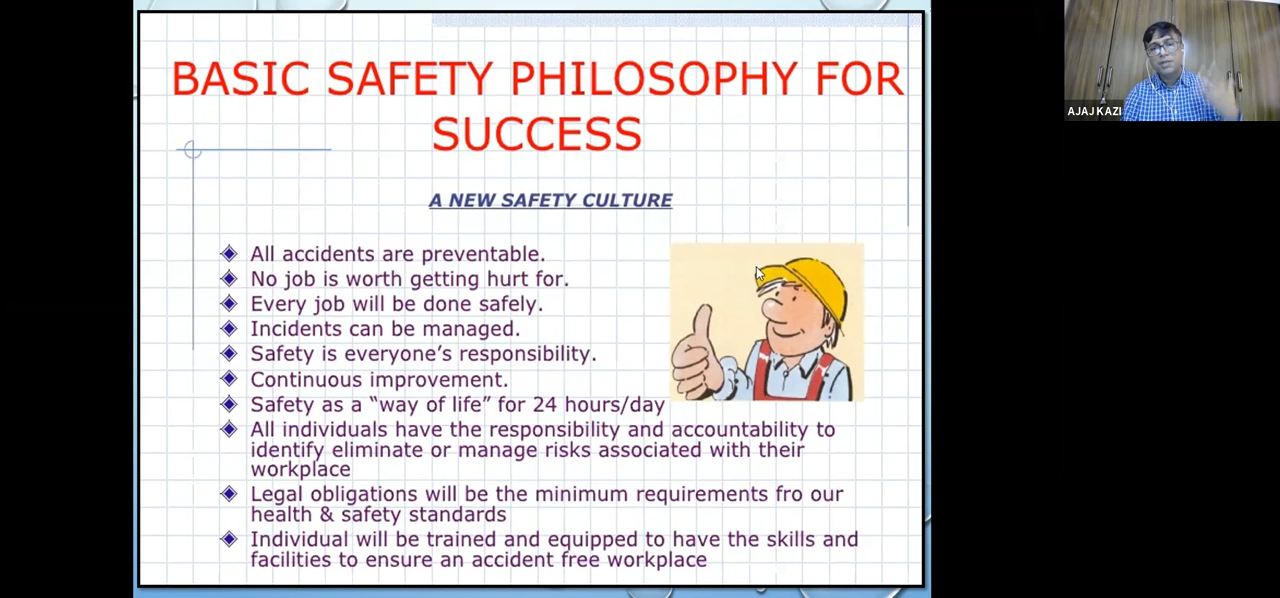 BASIC SAFETY PHILOSOPHY FOR
SUCCESS
A NEW SAFETY CULTURE
All accidents are preventable.
No job is worth getting hurt for.
Every job will be done safely.
Incidents can be managed.
Safety is everyone’s responsibility.
Continuous improvement.
Safety as a “way of life” for 24 hours/day
All individuals have the responsibility and accountability to
identify eliminate or manage risks associated with their
workplace
Legal obligations will be the minimum requirements fro our
health & safety standards
Individual will be trained and equipped to have the skills and
facilities to ensure an accident free workplace
AJAJ KAZI